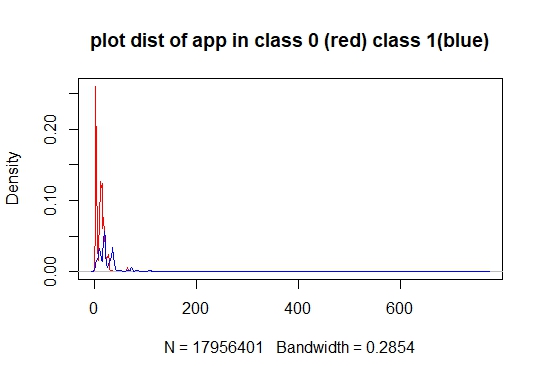 plot dist of app in class 0 (red) class 1(blue)
Density
0.20
0.10
0.00
0 200 400 600
N = 17956401 Bandwidth = 0.2854